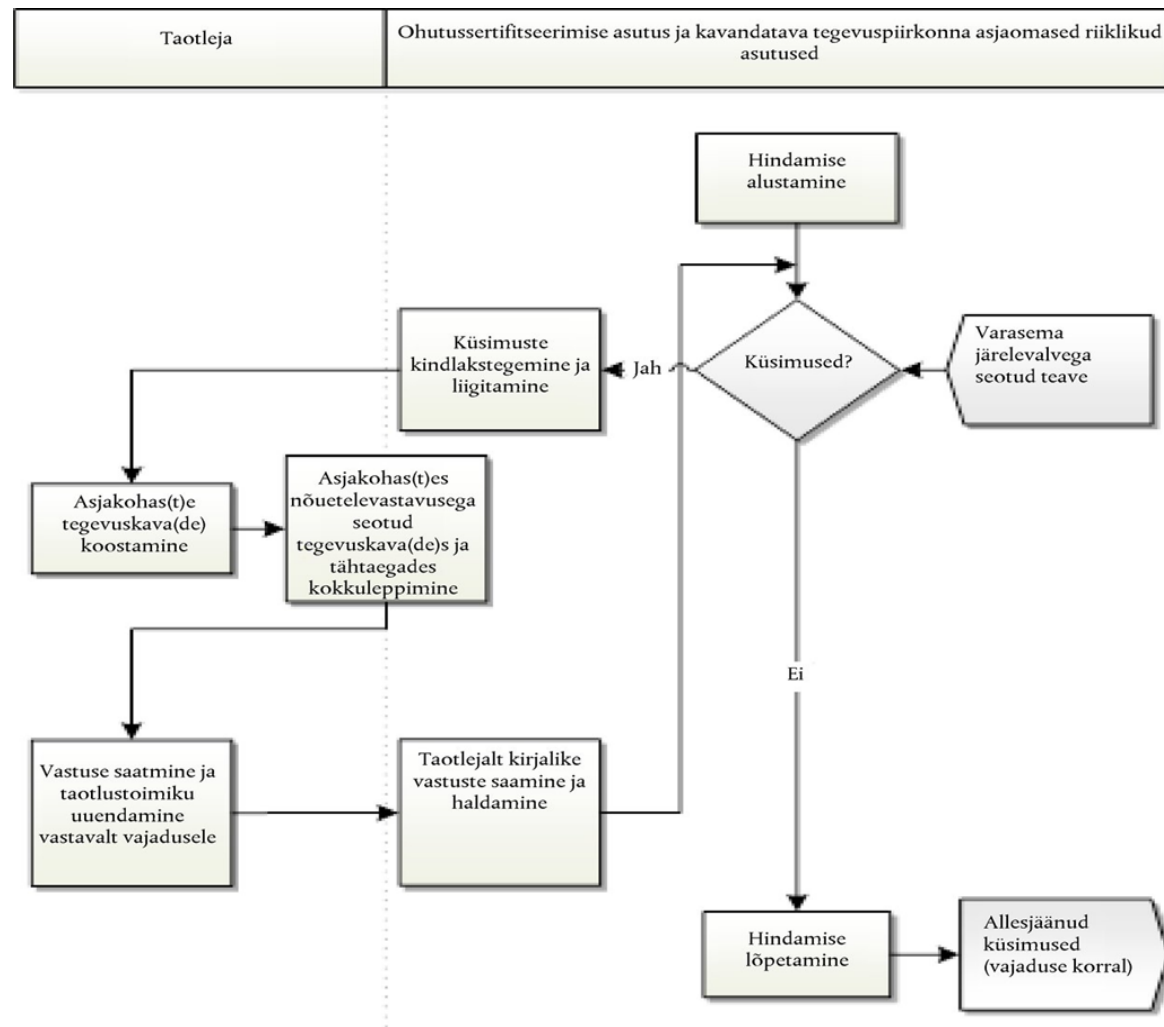 Taotleja
Ohutussertifitseerimise asutus ja kavandatava tegevuspiirkonna asjaomased riiklikud
asutused
Hindamise
alustamine
Küsimuste
kindlakstegemine ja
liigitamine
Jah
Küsimused?
Varasema
järelevalvega
seotud teave
Asjakohas(t)e
tegevuskava(de)
koostamine
Asjakohas(t)es
nõuetelevastavusega
seotud
tegevuskava(de)s ja
tähtaegades
kokkuleppimine
Ei
Vastuse saatmine ja
taotlustoimiku
uuendamine
vastavalt vajadusele
Taotlejalt kirjalike
vastuste saamine ja
haldamine
Hindamise
lõpetamine
Allesjäänud
küsimused
(vajaduse korral)